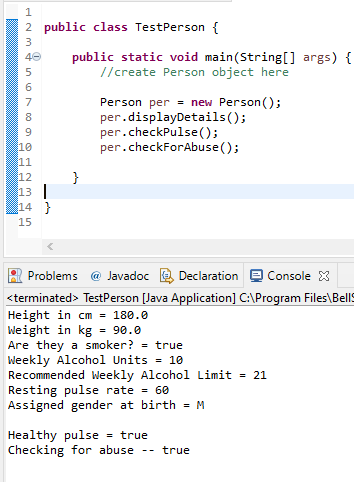 1
2 public class TestPerson {
3
4 public static void main(String[] args) {
5 //create Person object here
6
7 Person per = new Person();
8 per.displayDetails();
9 per.checkPulse();
10 per.checkForAbuse();
11
12 }
13
14 }
15
Problems @ Javadoc Declaration Console
<terminated> TestPerson [Java Application] C:\Program Files\BellS
Height in cm = 180.0
Weight in kg = 90.0
Are they a smoker? = true
Weekly Alcohol Units = 10
Recommended Weekly Alcohol Limit = 21
Resting pulse rate = 60
Assigned gender at birth = M
Healthy pulse = true
Checking for abuse -- true